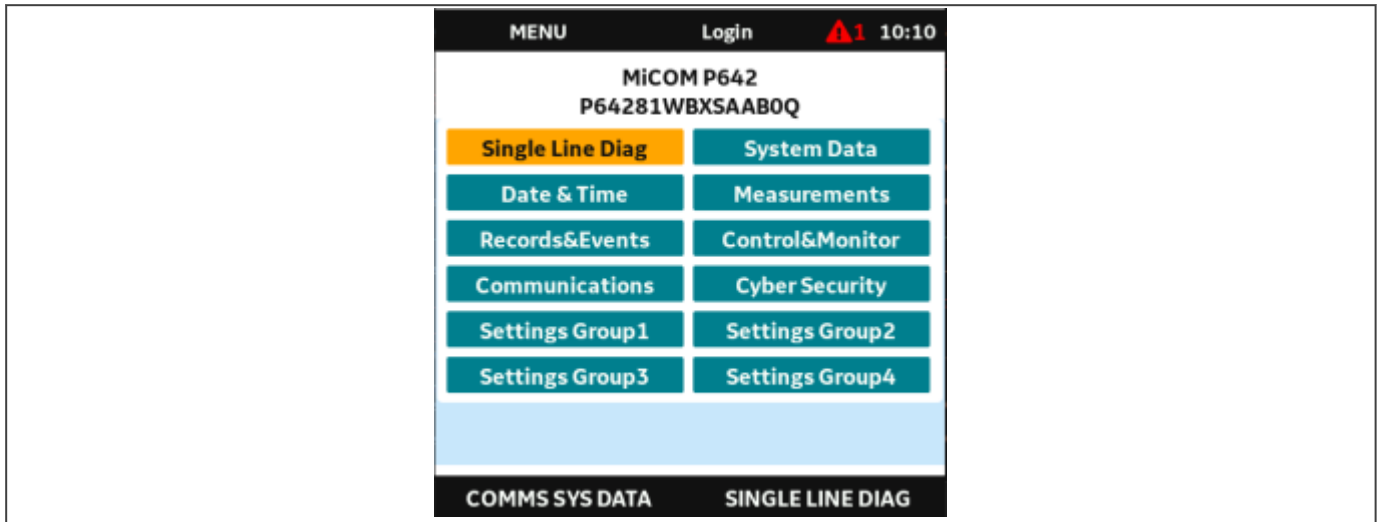 MENU Login 1 10:10
MiCOM P642
P64281WBXSAAB0Q
Single Line Diag System Data
Date & Time Measurements
Records&Events Control&Monitor
Communications Cyber Security
Settings Group1 Settings Group2
Settings Group3 Settings Group4
COMMS SYS DATA SINGLE LINE DIAG